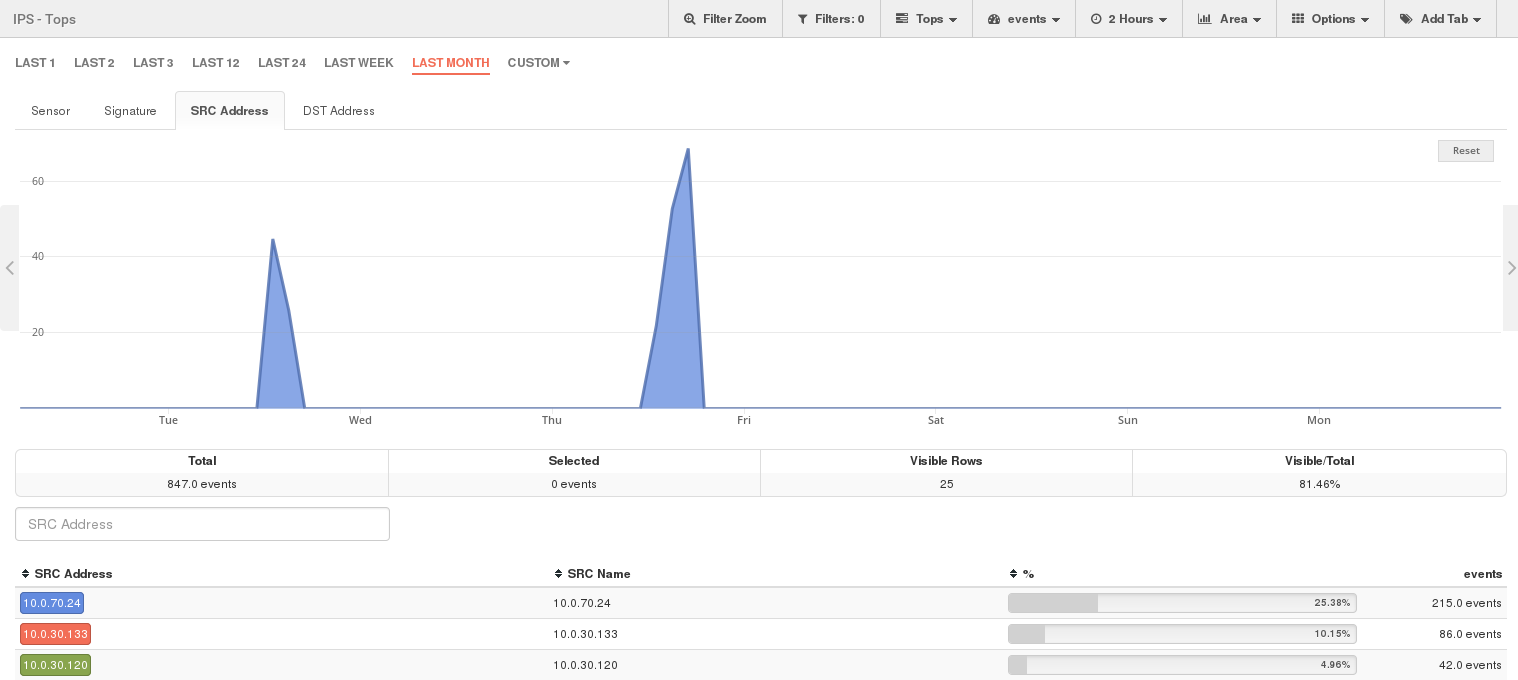 IPS - Tops Filter Zoom Filters: 0 Tops events 2 Hours Area Options Add Tab
LAST 1 LAST 2 LAST 3 LAST 12 LAST 24 LAST WEEK LAST MONTH CUSTOM
Sensor Signature SRC Address DST Address
Reset
60
40
20
Tue Wed Thu Fri Sat Sun Mon
Total Selected Visible Rows Visible/Total
847.0 events 0 events 25 81.46%
SRC Address
SRC Address SRC Name % events
10.0.70.24 10.0.70.24 25.38% 215.0 events
10.0.30.133 10.0.30.133 10.15% 86.0 events
10.0.30.120 10.0.30.120 4.96% 42.0 events